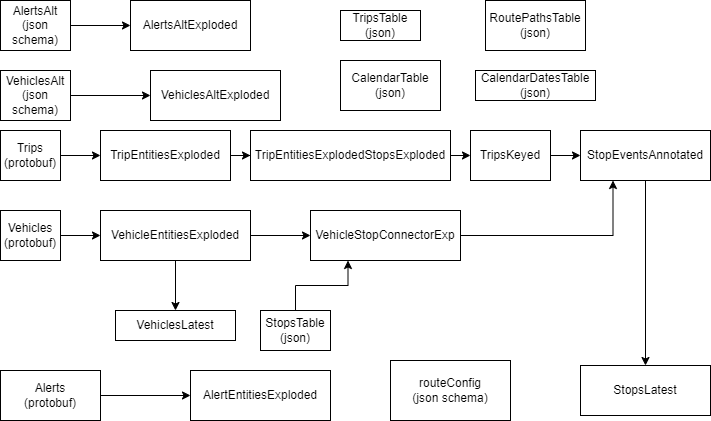 AlertsAlt
(json
schema)
AlertsAltExploded
TripsTable
(json)
RoutePathsTable
(json)
VehiclesAlt
(json
schema)
VehiclesAltExploded
CalendarTable
(json)
CalendarDatesTable
(json)
Trips
(protobuf)
TripEntitiesExploded
TripEntitiesExplodedStopsExploded
TripsKeyed
StopEventsAnnotated
Vehicles
(protobuf)
VehicleEntitiesExploded
VehicleStopConnectorExp
VehiclesLatest
StopsTable
(json)
Alerts
(protobuf)
AlertEntitiesExploded
routeConfig
(json schema)
StopsLatest